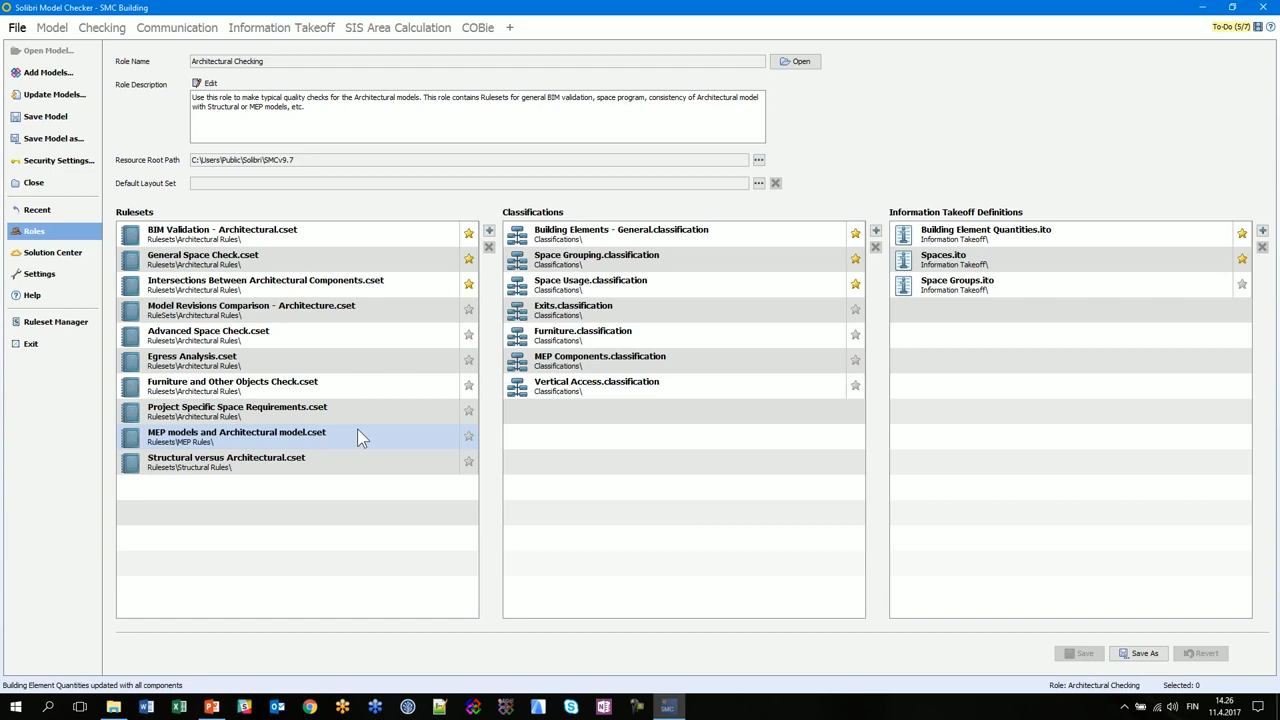 Solibri Model Checker - SMC Building
File Model Checking Communication Information Takeoff SIS Area Calculation COBie +
To-Do (5/7)
Open Model...
Add Models...
Update Models...
Save Model
Save Model as...
Security Settings...
Close
Recent
Roles
Solution Center
Settings
Help
Ruleset Manager
Exit
Role Name Architectural Checking Open
Edit
Role Description Use this role to make typical quality checks for the Architectural models. This role contains Rulesets for general BIM validation, space program, consistency of Architectural model
with Structural or MEP models, etc.
Resource Root Path C:\Users\Public\Solibri\SMCv9.7 ...
Default Layout Set ...
Rulesets
BIM Validation - Architectural.cset
Rulesets\Architectural Rules\
General Space Check.cset
Rulesets\Architectural Rules\
Intersections Between Architectural Components.cset
Rulesets\Architectural Rules\
Model Revisions Comparison - Architecture.cset
RuleSets\Architectural Rules\
Advanced Space Check.cset
Rulesets\Architectural Rules\
Egress Analysis.cset
Rulesets\Architectural Rules\
Furniture and Other Objects Check.cset
Rulesets\Architectural Rules\
Project Specific Space Requirements.cset
Rulesets\Architectural Rules\
MEP models and Architectural model.cset
Rulesets\MEP Rules\
Structural versus Architectural.cset
Rulesets\Structural Rules\
Classifications
Building Elements - General.classification
Classifications\
Space Grouping.classification
Classifications\
Space Usage.classification
Classifications\
Exits.classification
Classifications\
Furniture.classification
Classifications\
MEP Components.classification
Classifications\
Vertical Access.classification
Classifications\
Information Takeoff Definitions
Building Element Quantities.ito
Information Takeoff\
Spaces.ito
Information Takeoff\
Space Groups.ito
Information Takeoff\
Save Save As Revert
Building Element Quantities updated with all components
Role: Architectural Checking Selected: 0
SMC
FIN
14.26
11.4.2017